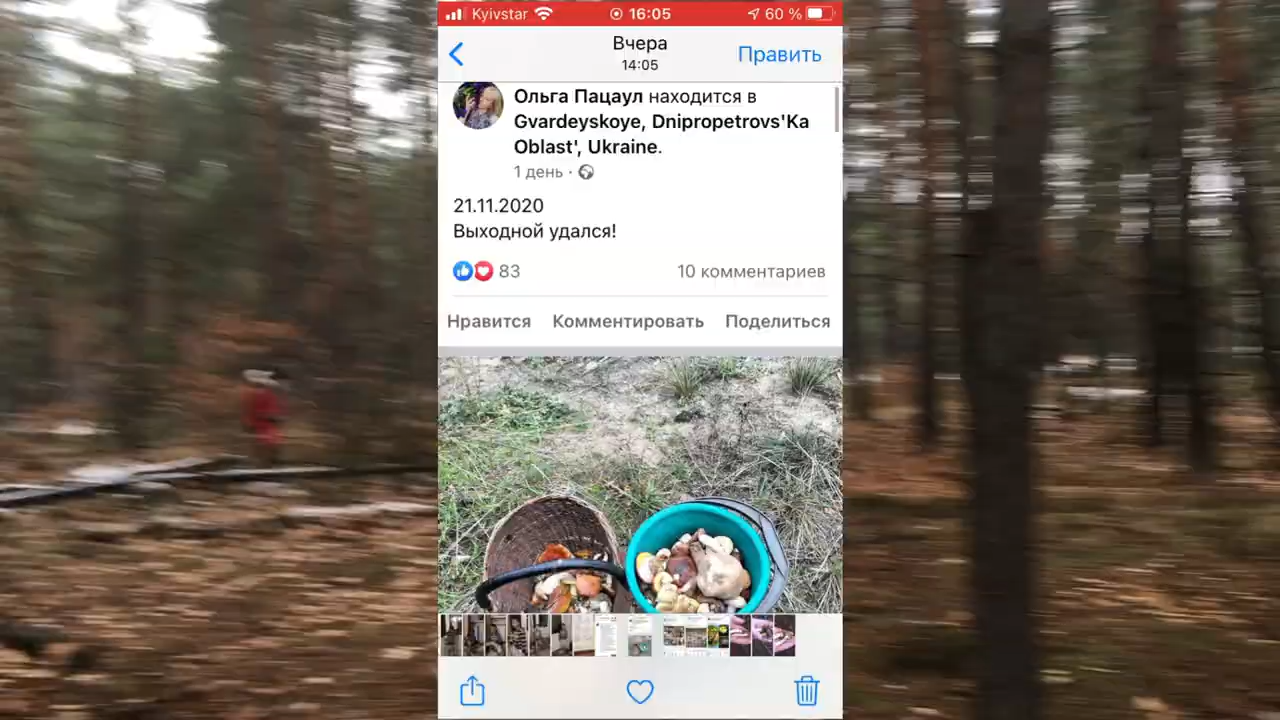 Kyivstar 16:05 60 %
Вчера
14:05
Править
Ольга Пацаул находится в
Gvardeyskoye, Dnipropetrovs'Ka
Oblast', Ukraine.
1 день ·
21.11.2020
Выходной удался!
83 10 комментариев
Нравится Комментировать Поделиться